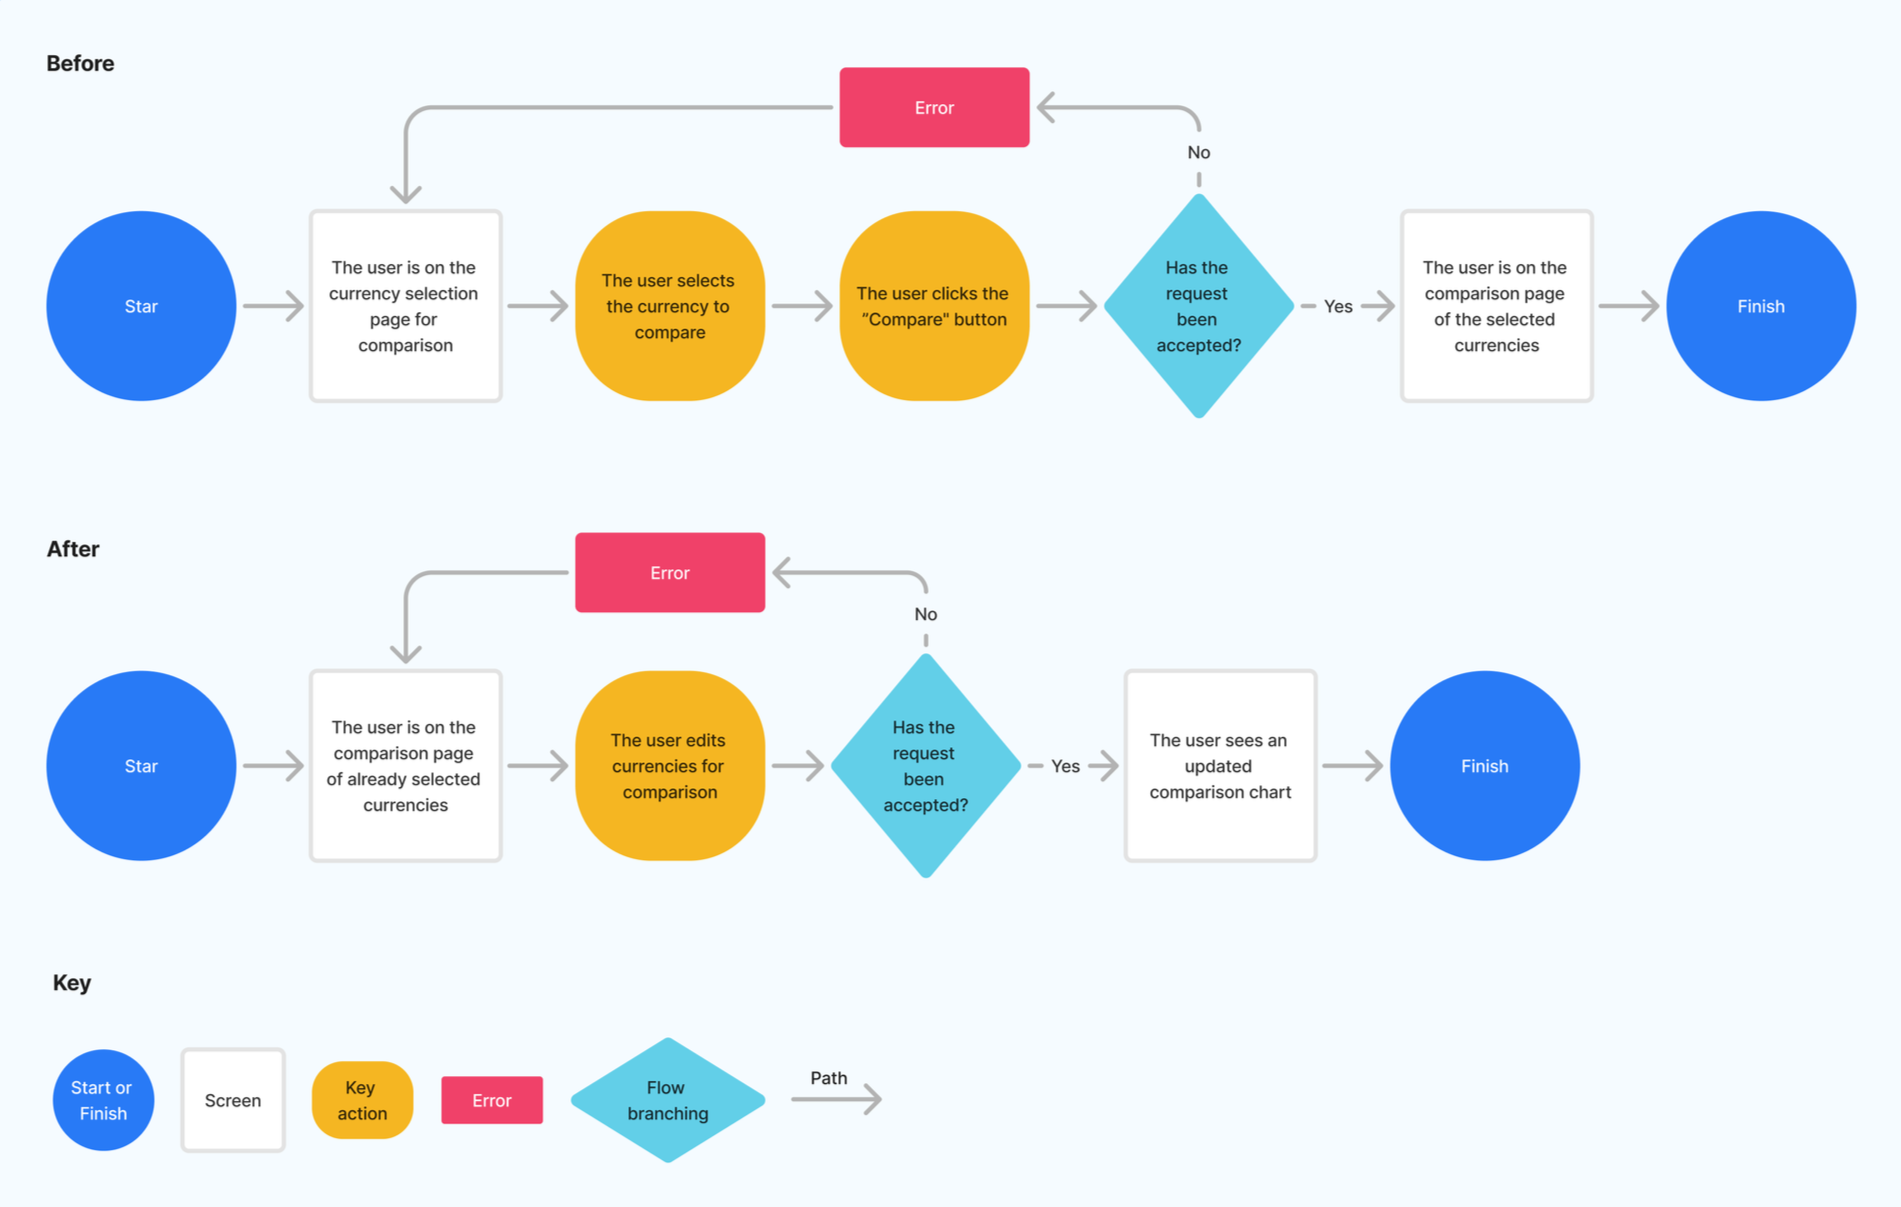 Before
Error
No
Star
The user is on the
currency selection
page for
comparison
The user selects
the currency to
compare
The user clicks the
“Compare" button
Has the
request
been
accepted?
Yes
The user is on the
comparison page
of the selected
currencies
Finish
After
Error
No
Star
The user is on the
comparison page
of already selected
currencies
The user edits
currencies for
comparison
Has the
request
been
accepted?
Yes
The user sees an
updated
comparison chart
Finish
Key
Start or
Finish
Screen
Key
action
Error
Flow
branching
Path